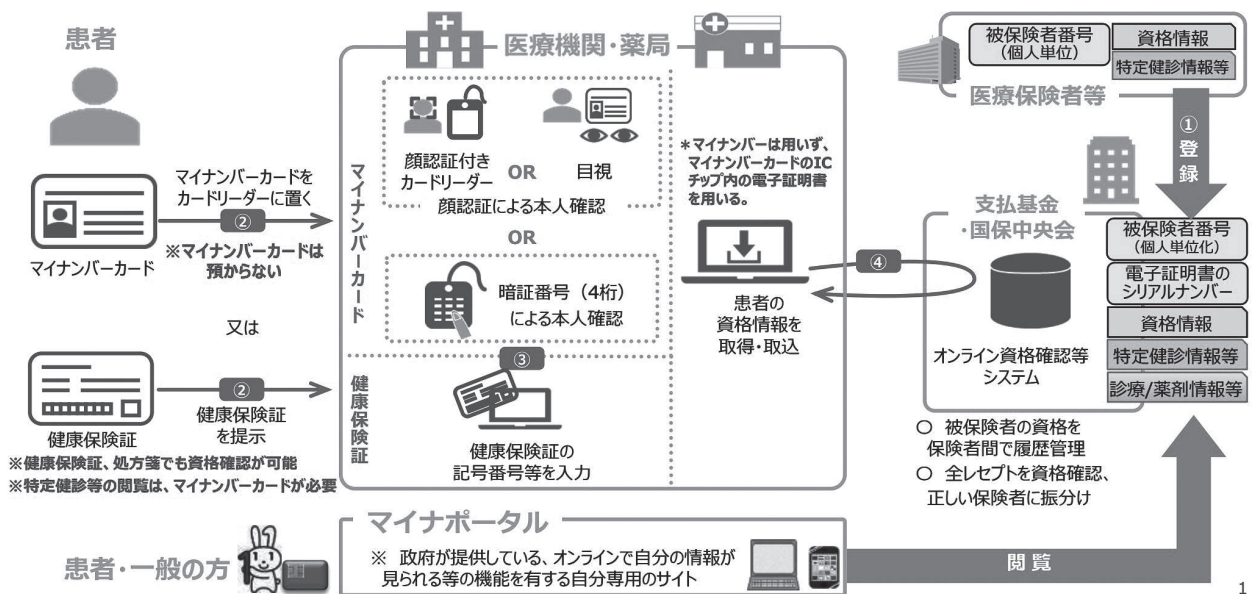 患者
マイナンバーカード
マイナンバーカードを
カードリーダーに置く
②
※マイナンバーカードは
預からない
又は
健康保険証
②
健康保険証
を提示
※健康保険証、処方箋でも資格確認が可能
※特定健診等の閲覧は、マイナンバーカードが必要
医療機関・薬局
マイナンバーカード
顔認証付き
カードリーダー
OR
目視
顔認証による本人確認
OR
暗証番号（4桁）
による本人確認
③
健康保険証
健康保険証の
記号番号等を入力
＊マイナンバーは用いず、
マイナンバーカードのIC
チップ内の電子証明書
を用いる。
患者の
資格情報を
取得・取込
④
被保険者番号
（個人単位）
資格情報
特定健診情報等
医療保険者等
①
登録
支払基金
・国保中央会
オンライン資格確認等
システム
被保険者番号
（個人単位化）
電子証明書の
シリアルナンバー
資格情報
特定健診情報等
診療/薬剤情報等
○ 被保険者の資格を
保険者間で履歴管理
○ 全レセプトを資格確認、
正しい保険者に振分け
患者・一般の方
マイナポータル
※ 政府が提供している、オンラインで自分の情報が
見られる等の機能を有する自分専用のサイト
閲覧
1